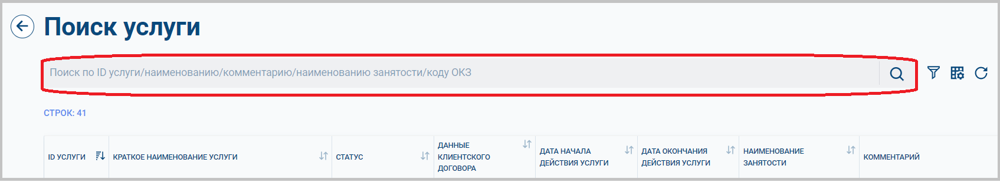 Поиск услуги
Поиск по ID услуги/наименованию/комментарию/наименованию занятости/коду ОКЗ
СТРОК: 41
ID УСЛУГИ
КРАТКОЕ НАИМЕНОВАНИЕ УСЛУГИ
СТАТУС
ДАННЫЕ
КЛИЕНТСКОГО
ДОГОВОРА
ДАТА НАЧАЛА
ДЕЙСТВИЯ УСЛУГИ
ДАТА ОКОНЧАНИЯ
ДЕЙСТВИЯ УСЛУГИ
НАИМЕНОВАНИЕ
ЗАНЯТОСТИ
КОММЕНТАРИЙ